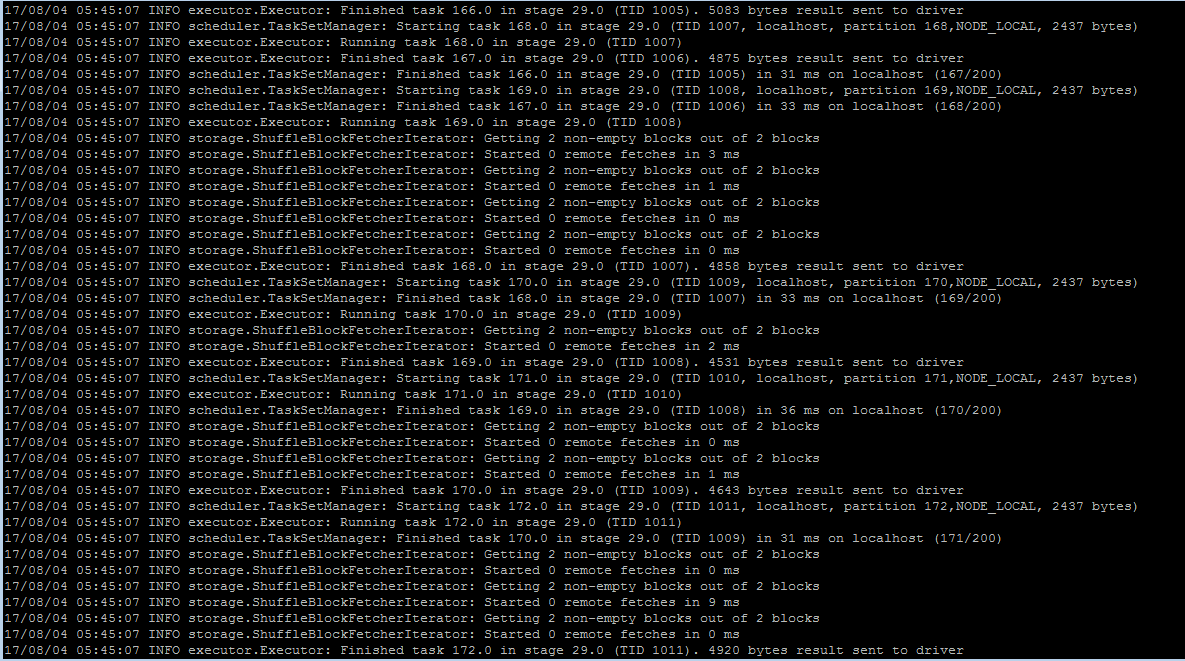 17/08/04 05:45:07 INFO executor.Executor: Finished task 166.0 in stage 29.0 (TID 1005). 5083 bytes result sent to driver
17/08/04 05:45:07 INFO scheduler.TaskSetManager: Starting task 168.0 in stage 29.0 (TID 1007, localhost, partition 168,NODE_LOCAL, 2437 bytes)
17/08/04 05:45:07 INFO executor.Executor: Running task 168.0 in stage 29.0 (TID 1007)
17/08/04 05:45:07 INFO executor.Executor: Finished task 167.0 in stage 29.0 (TID 1006). 4875 bytes result sent to driver
17/08/04 05:45:07 INFO scheduler.TaskSetManager: Finished task 166.0 in stage 29.0 (TID 1005) in 31 ms on localhost (167/200)
17/08/04 05:45:07 INFO scheduler.TaskSetManager: Starting task 169.0 in stage 29.0 (TID 1008, localhost, partition 169,NODE_LOCAL, 2437 bytes)
17/08/04 05:45:07 INFO scheduler.TaskSetManager: Finished task 167.0 in stage 29.0 (TID 1006) in 33 ms on localhost (168/200)
17/08/04 05:45:07 INFO executor.Executor: Running task 169.0 in stage 29.0 (TID 1008)
17/08/04 05:45:07 INFO storage.ShuffleBlockFetcherIterator: Getting 2 non-empty blocks out of 2 blocks
17/08/04 05:45:07 INFO storage.ShuffleBlockFetcherIterator: Started 0 remote fetches in 3 ms
17/08/04 05:45:07 INFO storage.ShuffleBlockFetcherIterator: Getting 2 non-empty blocks out of 2 blocks
17/08/04 05:45:07 INFO storage.ShuffleBlockFetcherIterator: Started 0 remote fetches in 1 ms
17/08/04 05:45:07 INFO storage.ShuffleBlockFetcherIterator: Getting 2 non-empty blocks out of 2 blocks
17/08/04 05:45:07 INFO storage.ShuffleBlockFetcherIterator: Started 0 remote fetches in 0 ms
17/08/04 05:45:07 INFO storage.ShuffleBlockFetcherIterator: Getting 2 non-empty blocks out of 2 blocks
17/08/04 05:45:07 INFO storage.ShuffleBlockFetcherIterator: Started 0 remote fetches in 0 ms
17/08/04 05:45:07 INFO executor.Executor: Finished task 168.0 in stage 29.0 (TID 1007). 4858 bytes result sent to driver
17/08/04 05:45:07 INFO scheduler.TaskSetManager: Starting task 170.0 in stage 29.0 (TID 1009, localhost, partition 170,NODE_LOCAL, 2437 bytes)
17/08/04 05:45:07 INFO scheduler.TaskSetManager: Finished task 168.0 in stage 29.0 (TID 1007) in 33 ms on localhost (169/200)
17/08/04 05:45:07 INFO executor.Executor: Running task 170.0 in stage 29.0 (TID 1009)
17/08/04 05:45:07 INFO storage.ShuffleBlockFetcherIterator: Getting 2 non-empty blocks out of 2 blocks
17/08/04 05:45:07 INFO storage.ShuffleBlockFetcherIterator: Started 0 remote fetches in 2 ms
17/08/04 05:45:07 INFO executor.Executor: Finished task 169.0 in stage 29.0 (TID 1008). 4531 bytes result sent to driver
17/08/04 05:45:07 INFO scheduler.TaskSetManager: Starting task 171.0 in stage 29.0 (TID 1010, localhost, partition 171,NODE_LOCAL, 2437 bytes)
17/08/04 05:45:07 INFO executor.Executor: Running task 171.0 in stage 29.0 (TID 1010)
17/08/04 05:45:07 INFO scheduler.TaskSetManager: Finished task 169.0 in stage 29.0 (TID 1008) in 36 ms on localhost (170/200)
17/08/04 05:45:07 INFO storage.ShuffleBlockFetcherIterator: Getting 2 non-empty blocks out of 2 blocks
17/08/04 05:45:07 INFO storage.ShuffleBlockFetcherIterator: Started 0 remote fetches in 0 ms
17/08/04 05:45:07 INFO storage.ShuffleBlockFetcherIterator: Getting 2 non-empty blocks out of 2 blocks
17/08/04 05:45:07 INFO storage.ShuffleBlockFetcherIterator: Started 0 remote fetches in 1 ms
17/08/04 05:45:07 INFO executor.Executor: Finished task 170.0 in stage 29.0 (TID 1009). 4643 bytes result sent to driver
17/08/04 05:45:07 INFO scheduler.TaskSetManager: Starting task 172.0 in stage 29.0 (TID 1011, localhost, partition 172,NODE_LOCAL, 2437 bytes)
17/08/04 05:45:07 INFO executor.Executor: Running task 172.0 in stage 29.0 (TID 1011)
17/08/04 05:45:07 INFO scheduler.TaskSetManager: Finished task 170.0 in stage 29.0 (TID 1009) in 31 ms on localhost (171/200)
17/08/04 05:45:07 INFO storage.ShuffleBlockFetcherIterator: Getting 2 non-empty blocks out of 2 blocks
17/08/04 05:45:07 INFO storage.ShuffleBlockFetcherIterator: Started 0 remote fetches in 0 ms
17/08/04 05:45:07 INFO storage.ShuffleBlockFetcherIterator: Getting 2 non-empty blocks out of 2 blocks
17/08/04 05:45:07 INFO storage.ShuffleBlockFetcherIterator: Started 0 remote fetches in 9 ms
17/08/04 05:45:07 INFO storage.ShuffleBlockFetcherIterator: Getting 2 non-empty blocks out of 2 blocks
17/08/04 05:45:07 INFO storage.ShuffleBlockFetcherIterator: Started 0 remote fetches in 0 ms
17/08/04 05:45:07 INFO executor.Executor: Finished task 172.0 in stage 29.0 (TID 1011). 4920 bytes result sent to driver